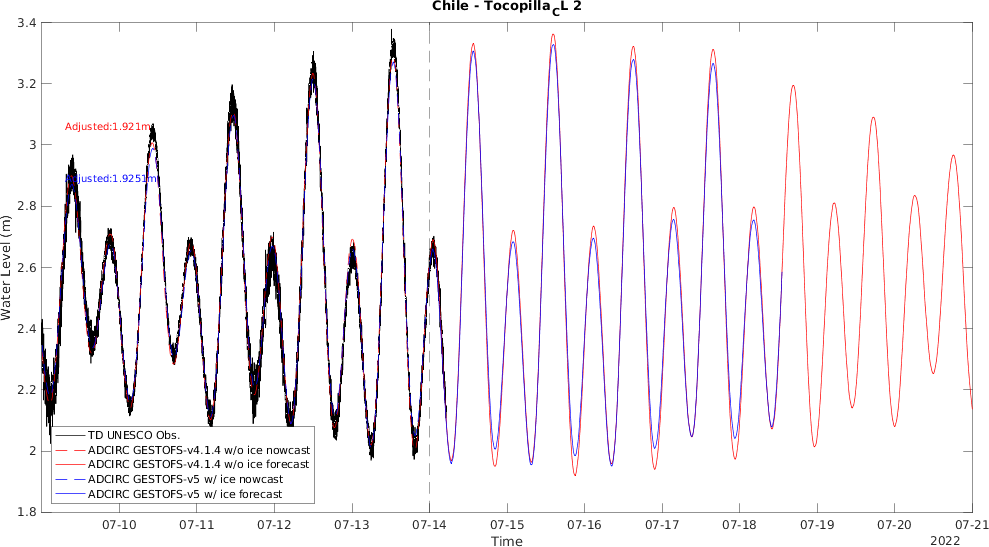 Chile - Tocopilla_CL 2
3.4
3.2
3
2.8
2.6
2.4
2.2
2
1.8
Water Level (m)
Adjusted:1.921m
Adjusted:1.9251m
TD UNESCO Obs.
ADCIRC GESTOFS-v4.1.4 w/o ice nowcast
ADCIRC GESTOFS-v4.1.4 w/o ice forecast
ADCIRC GESTOFS-v5 w/ ice nowcast
ADCIRC GESTOFS-v5 w/ ice forecast
07-10 07-11 07-12 07-13 07-14 07-15 07-16 07-17 07-18 07-19 07-20 07-21
Time
2022